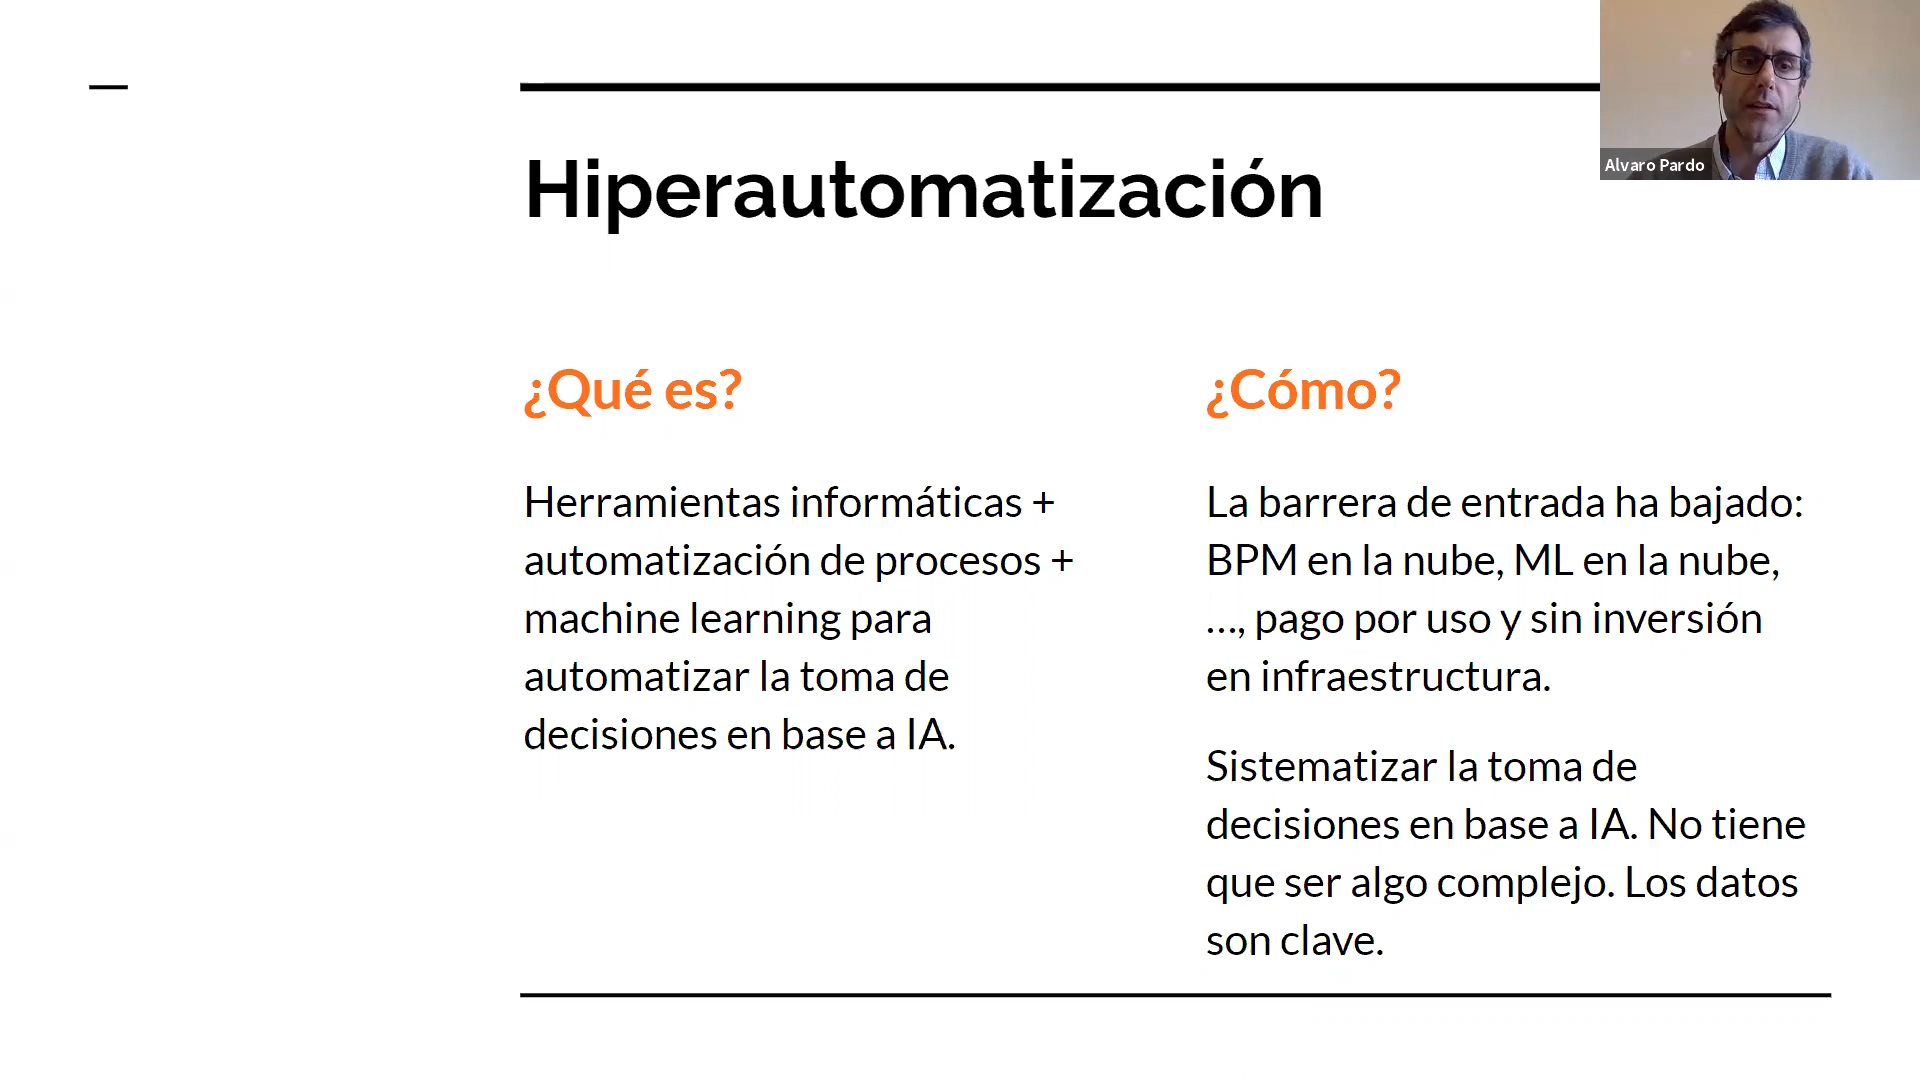 Alvaro Pardo
Hiperautomatización
¿Qué es?
Herramientas informáticas +
automatización de procesos +
machine learning para
automatizar la toma de
decisiones en base a IA.
¿Cómo?
La barrera de entrada ha bajado:
BPM en la nube, ML en la nube,
..., pago por uso y sin inversión
en infraestructura.
Sistematizar la toma de
decisiones en base a IA. No tiene
que ser algo complejo. Los datos
son clave.